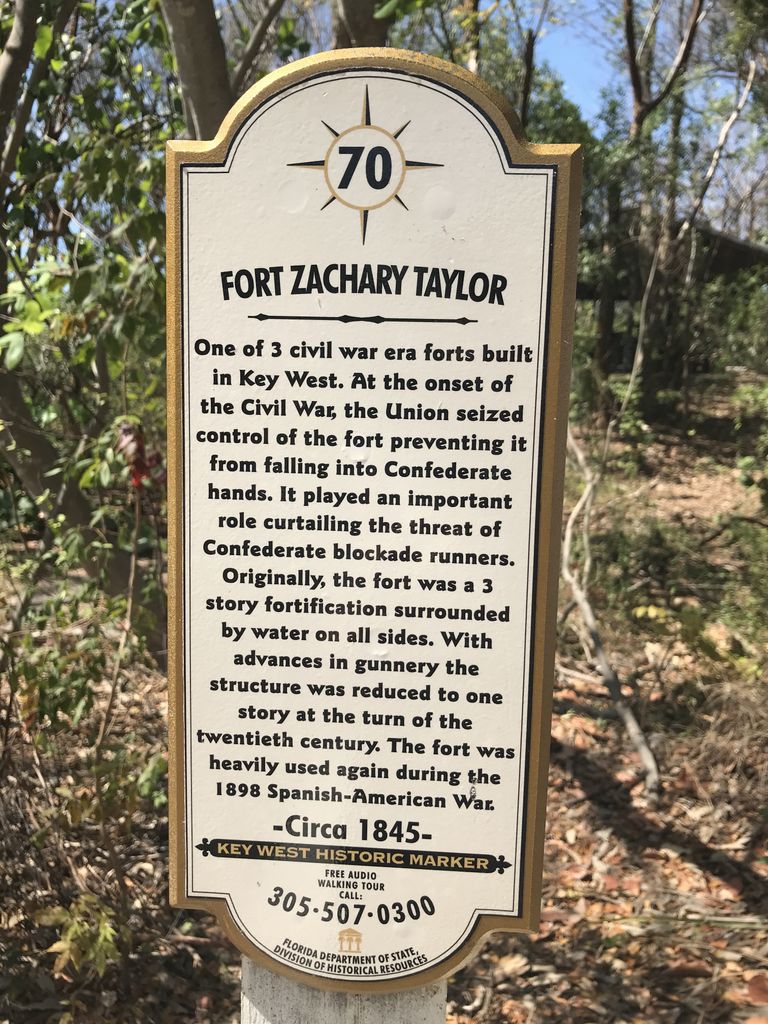 70
FORT ZACHARY TAYLOR
One of 3 civil war era forts built
in Key West. At the onset of
the Civil War, the Union seized
control of the fort preventing it
from falling into Confederate
hands. It played an important
role curtailing the threat of
Confederate blockade runners.
Originally, the fort was a 3
story fortification surrounded
by water on all sides. With
advances in gunnery the
structure was reduced to one
story at the turn of the
twentieth century. The fort was
heavily used again during the
1898 Spanish-American War.
-Circa 1845-
KEY WEST HISTORIC MARKER
FREE AUDIO
WALKING TOUR
CALL:
305-507-0300
FLORIDA DEPARTMENT OF STATE,
DIVISION OF HISTORICAL RESOURCES